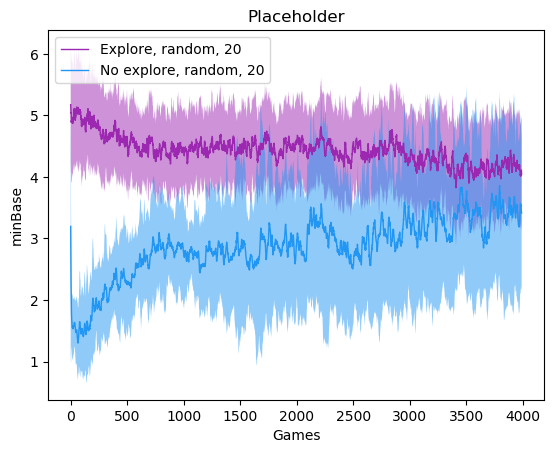 Placeholder
Explore, random, 20
No explore, random, 20
6
5
4
3
2
1
minBase
0 500 1000 1500 2000 2500 3000 3500 4000
Games